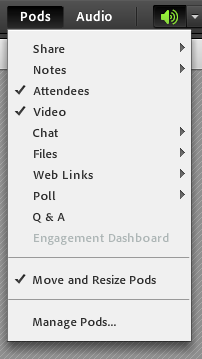 Pods Audio
Share
Notes
Attendees
Video
Chat
Files
Web Links
Poll
Q & A
Engagement Dashboard
Move and Resize Pods
Manage Pods...